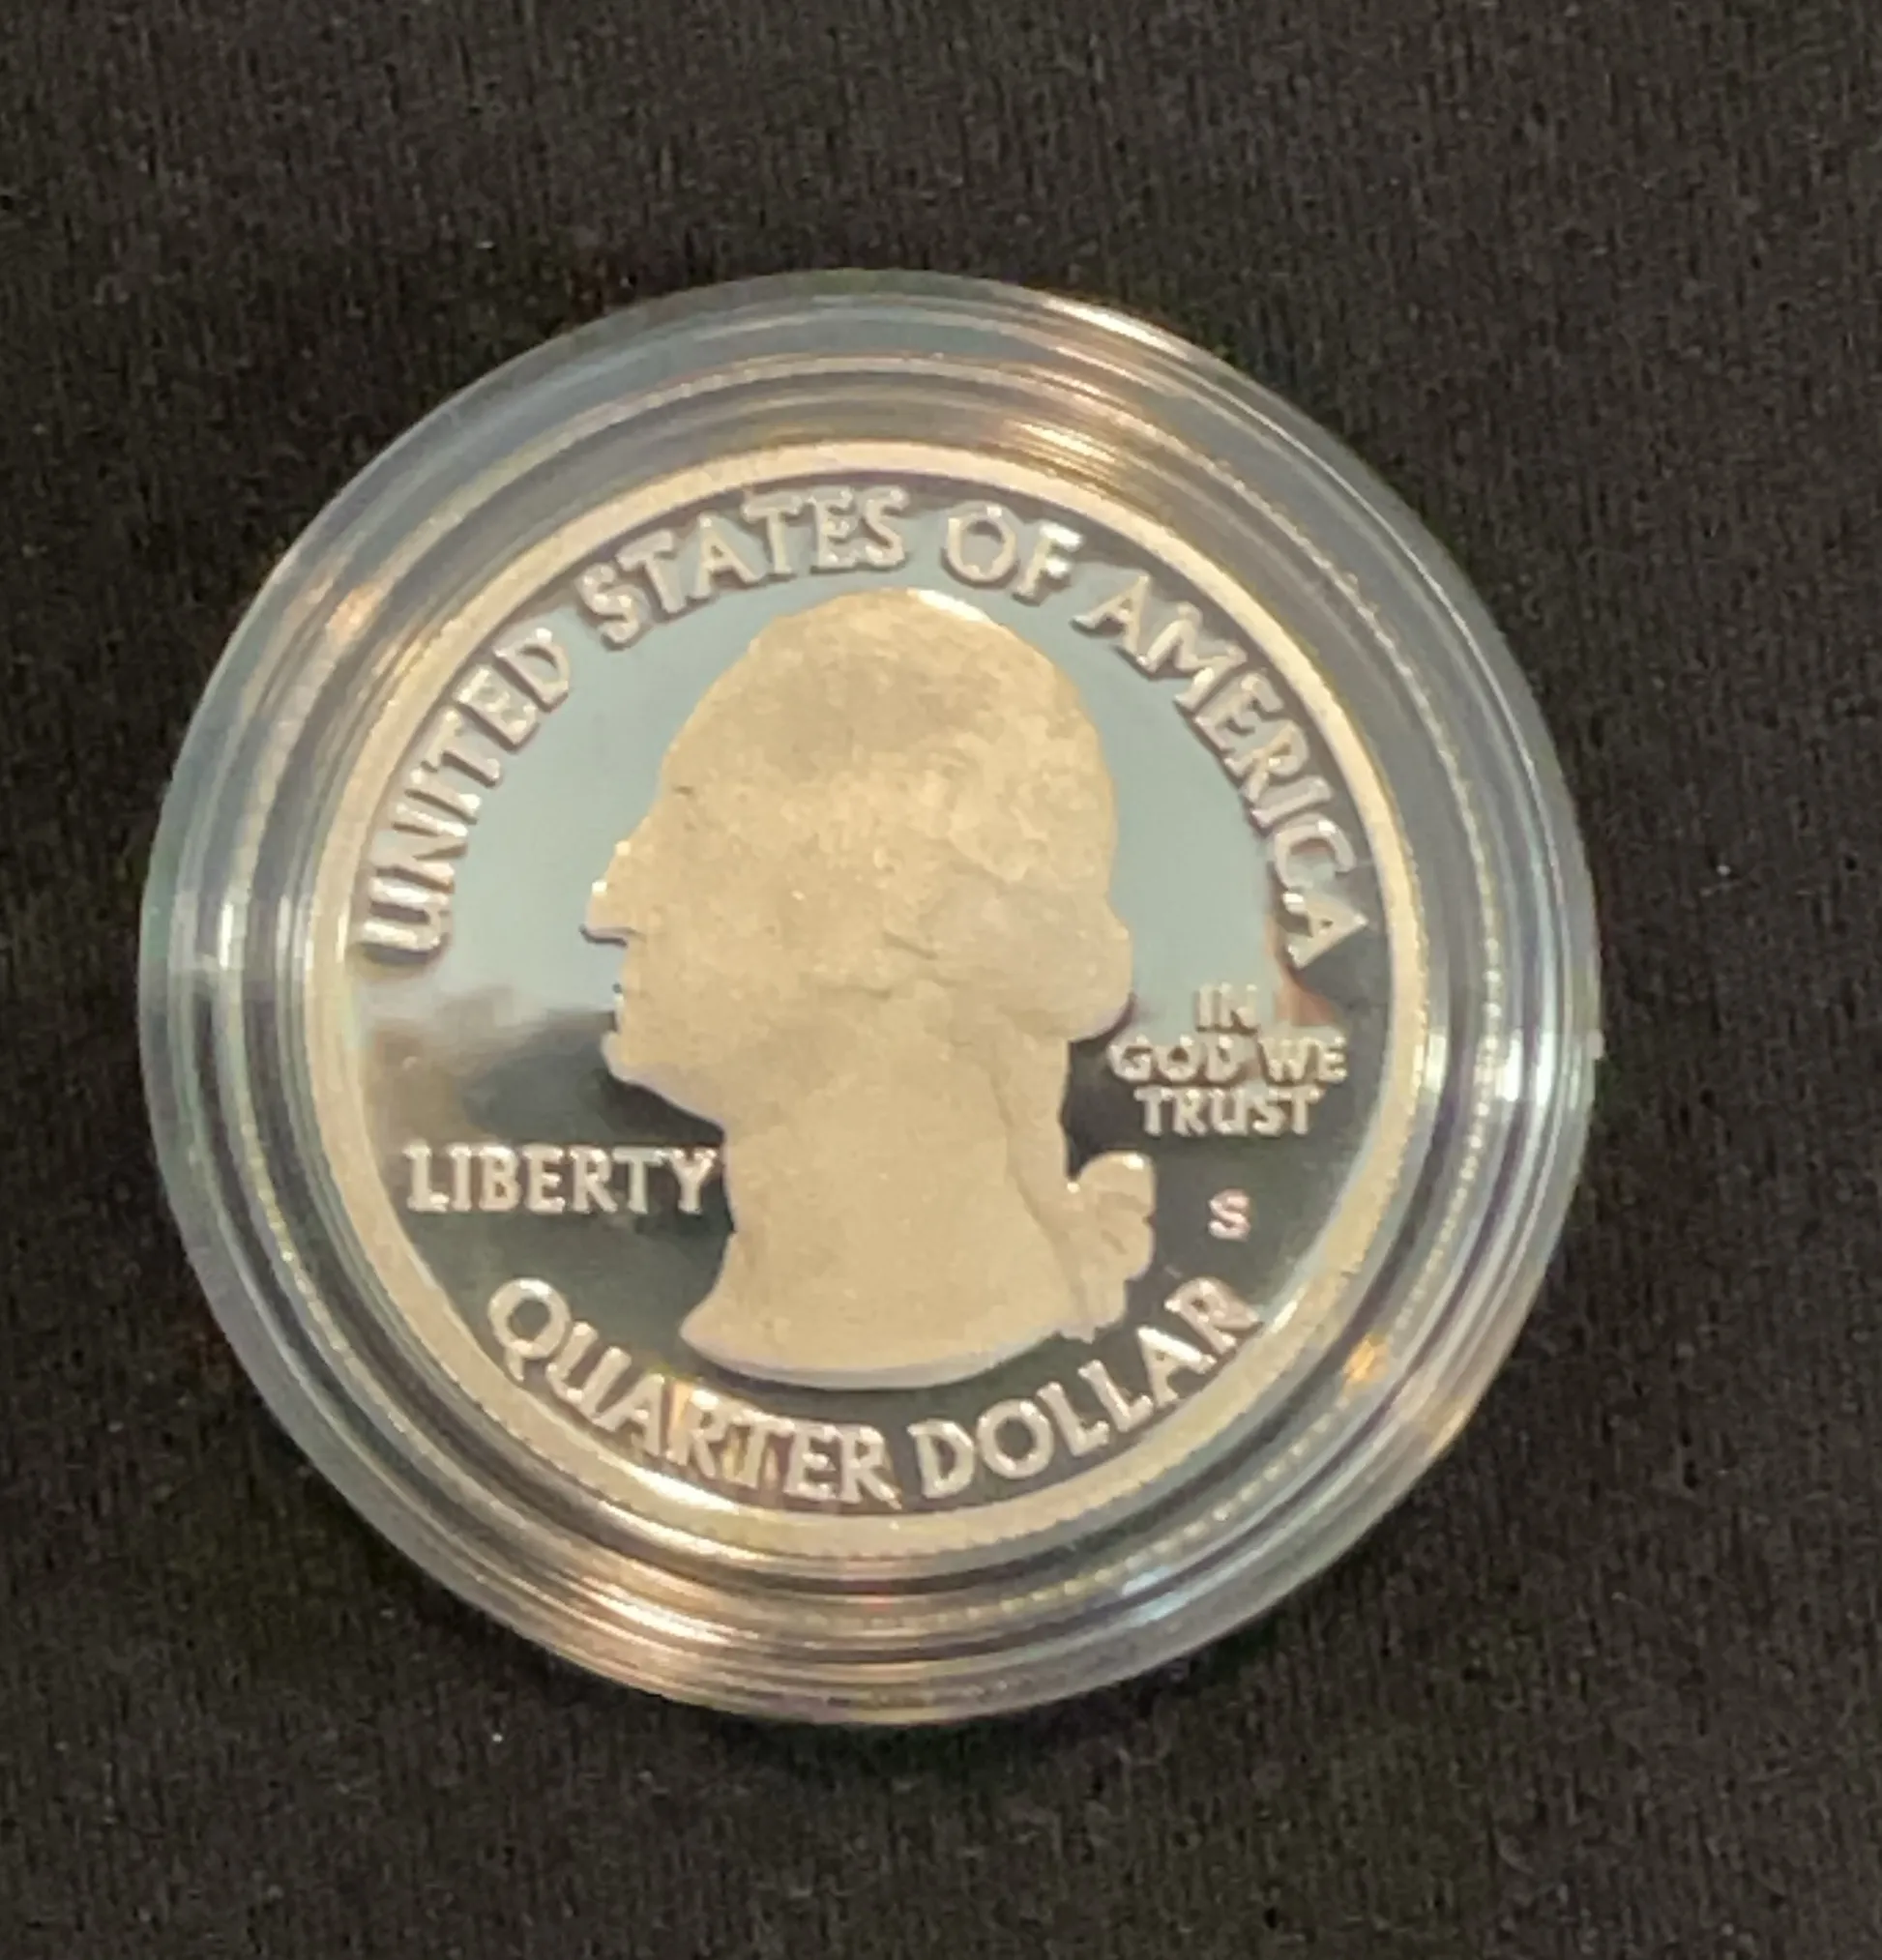 UNITED STATES OF AMERICA
LIBERTY
IN
GOD WE
TRUST
S
QUARTER DOLLAR